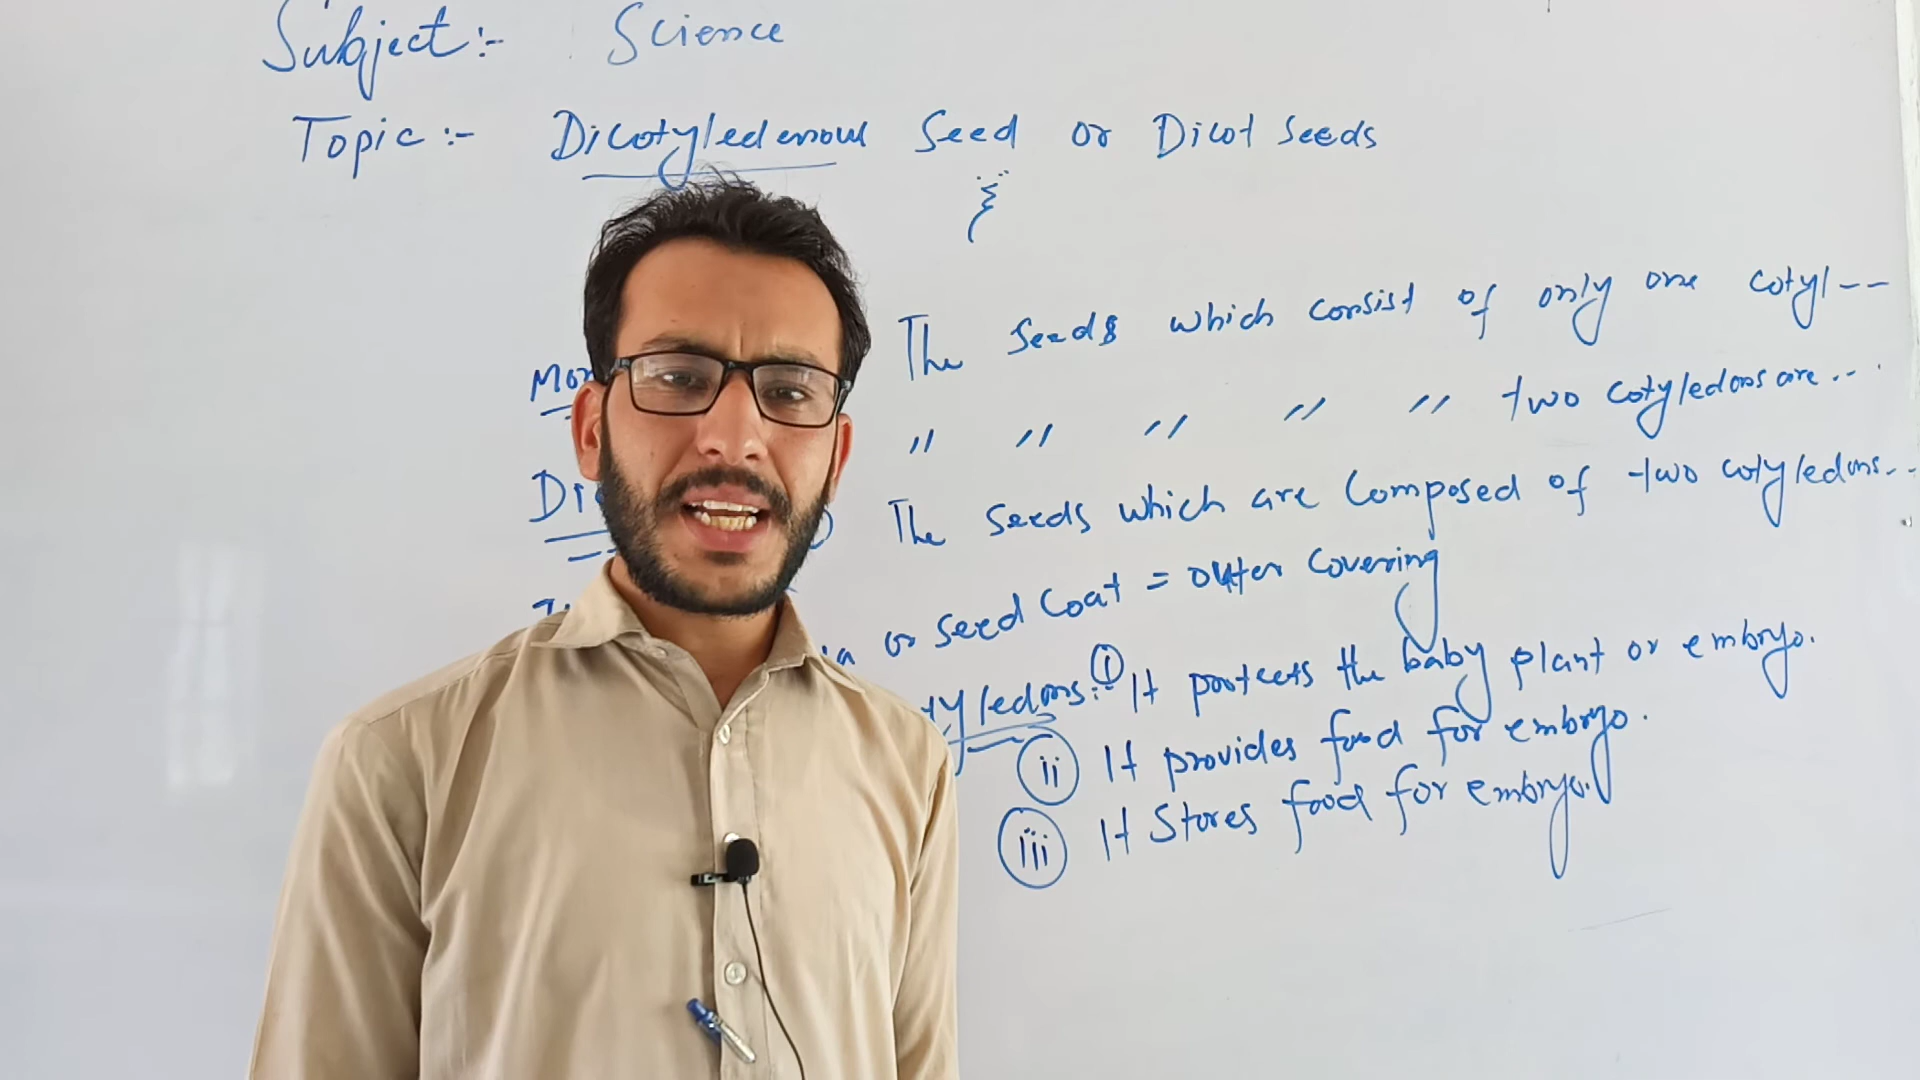 Subject:- Science
Topic:- Dicotyledenous Seed or Dicot Seeds
The Seeds which consist of only one cotyl--
" " " " " two cotyledons are...
The seeds which are Composed of two cotyledons..
or Seed Coat = outer Covering
tyledons:- (i) It protects the baby plant or embryo.
(ii) It provides food for embryo.
(iii) It Stores food for embryo.